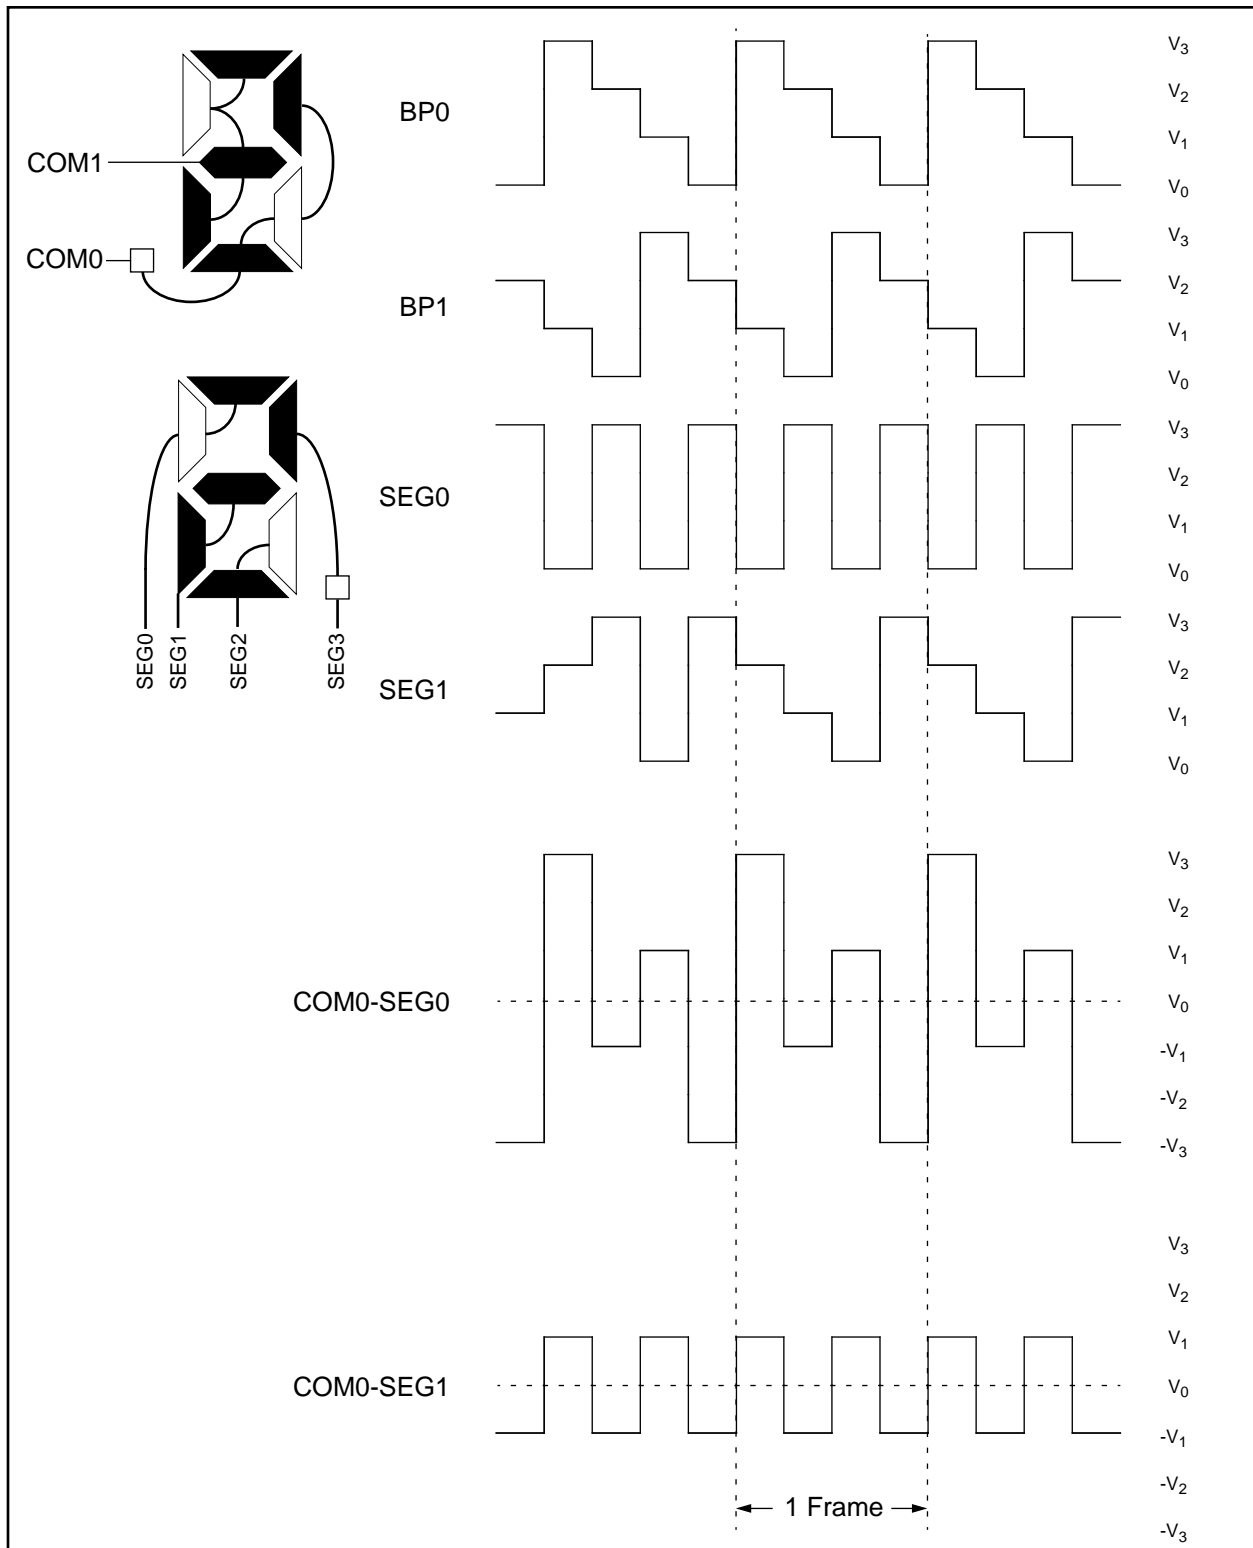 COM1
COM0
SEG0
SEG1
SEG2
SEG3
BP0
V3
V2
V1
V0
BP1
V3
V2
V1
V0
SEG0
V3
V2
V1
V0
SEG1
V3
V2
V1
V0
COM0-SEG0
V3
V2
V1
V0
-V1
-V2
-V3
COM0-SEG1
V3
V2
V1
V0
-V1
-V2
-V3
1 Frame